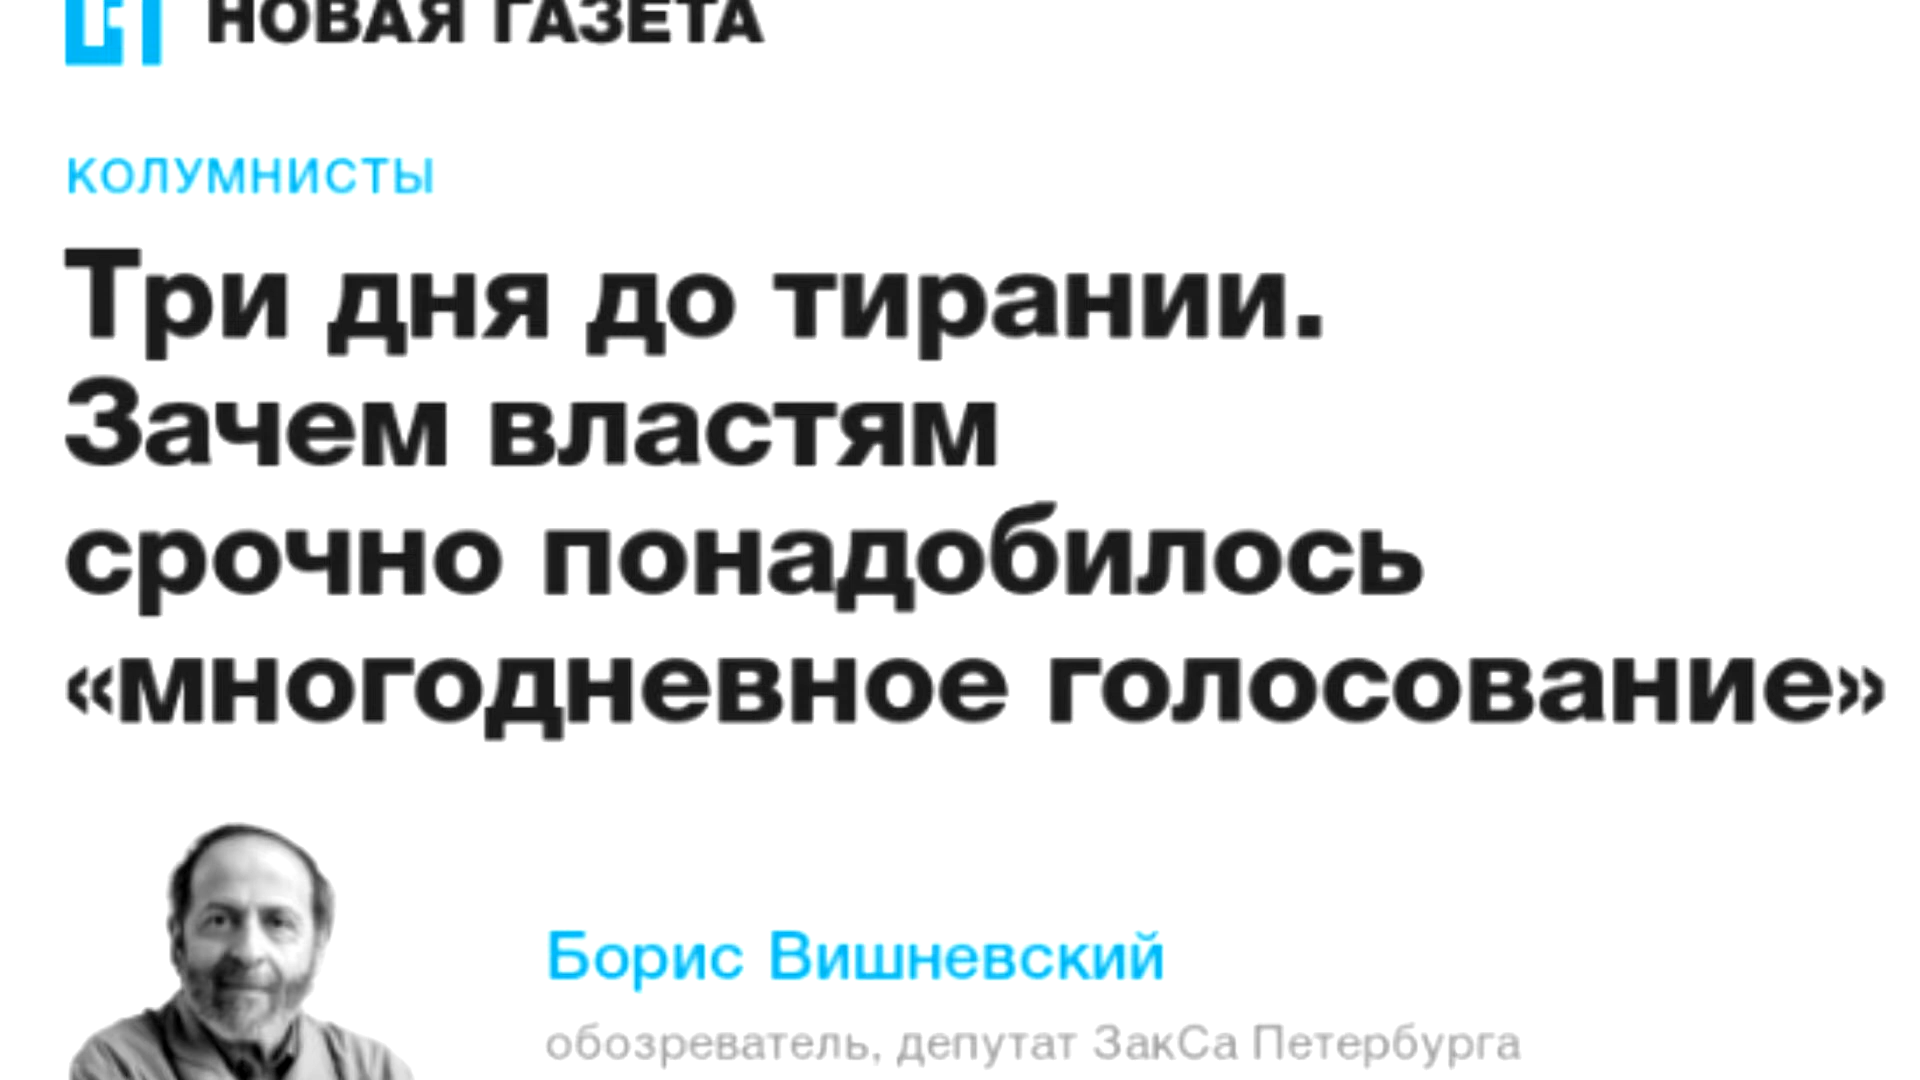 НОВАЯ ГАЗЕТА
КОЛУМНИСТЫ
Три дня до тирании.
Зачем властям
срочно понадобилось
«многодневное голосование»
Борис Вишневский
обозреватель, депутат ЗакСа Петербурга